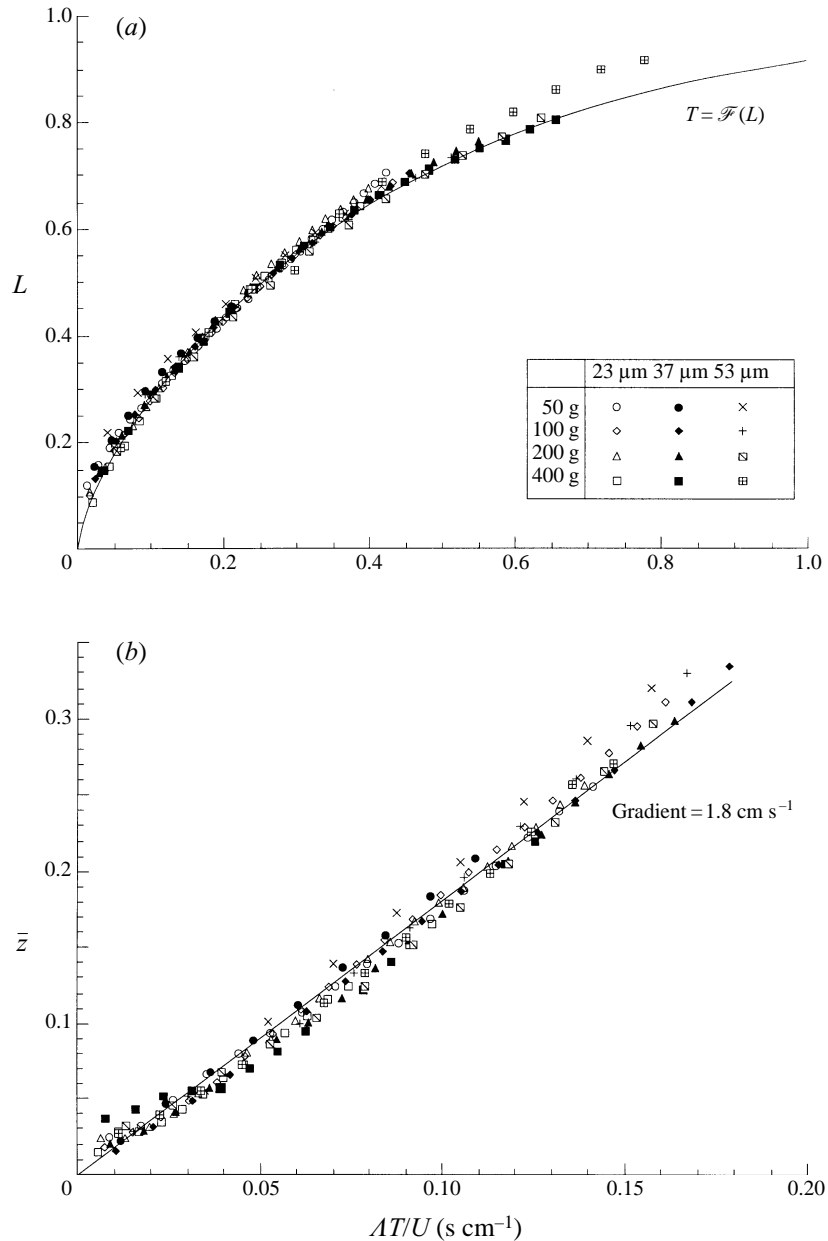 1.0
(a)
0.8
T = ℱ(L)
0.6
L
0.4
23 µm 37 µm 53 µm
50 g
100 g
200 g
400 g
0.2
0 0.2 0.4 0.6 0.8 1.0
(b)
0.3
Gradient = 1.8 cm s⁻¹
0.2
z̄
0.1
0 0.05 0.10 0.15 0.20
ΛT/U (s cm⁻¹)